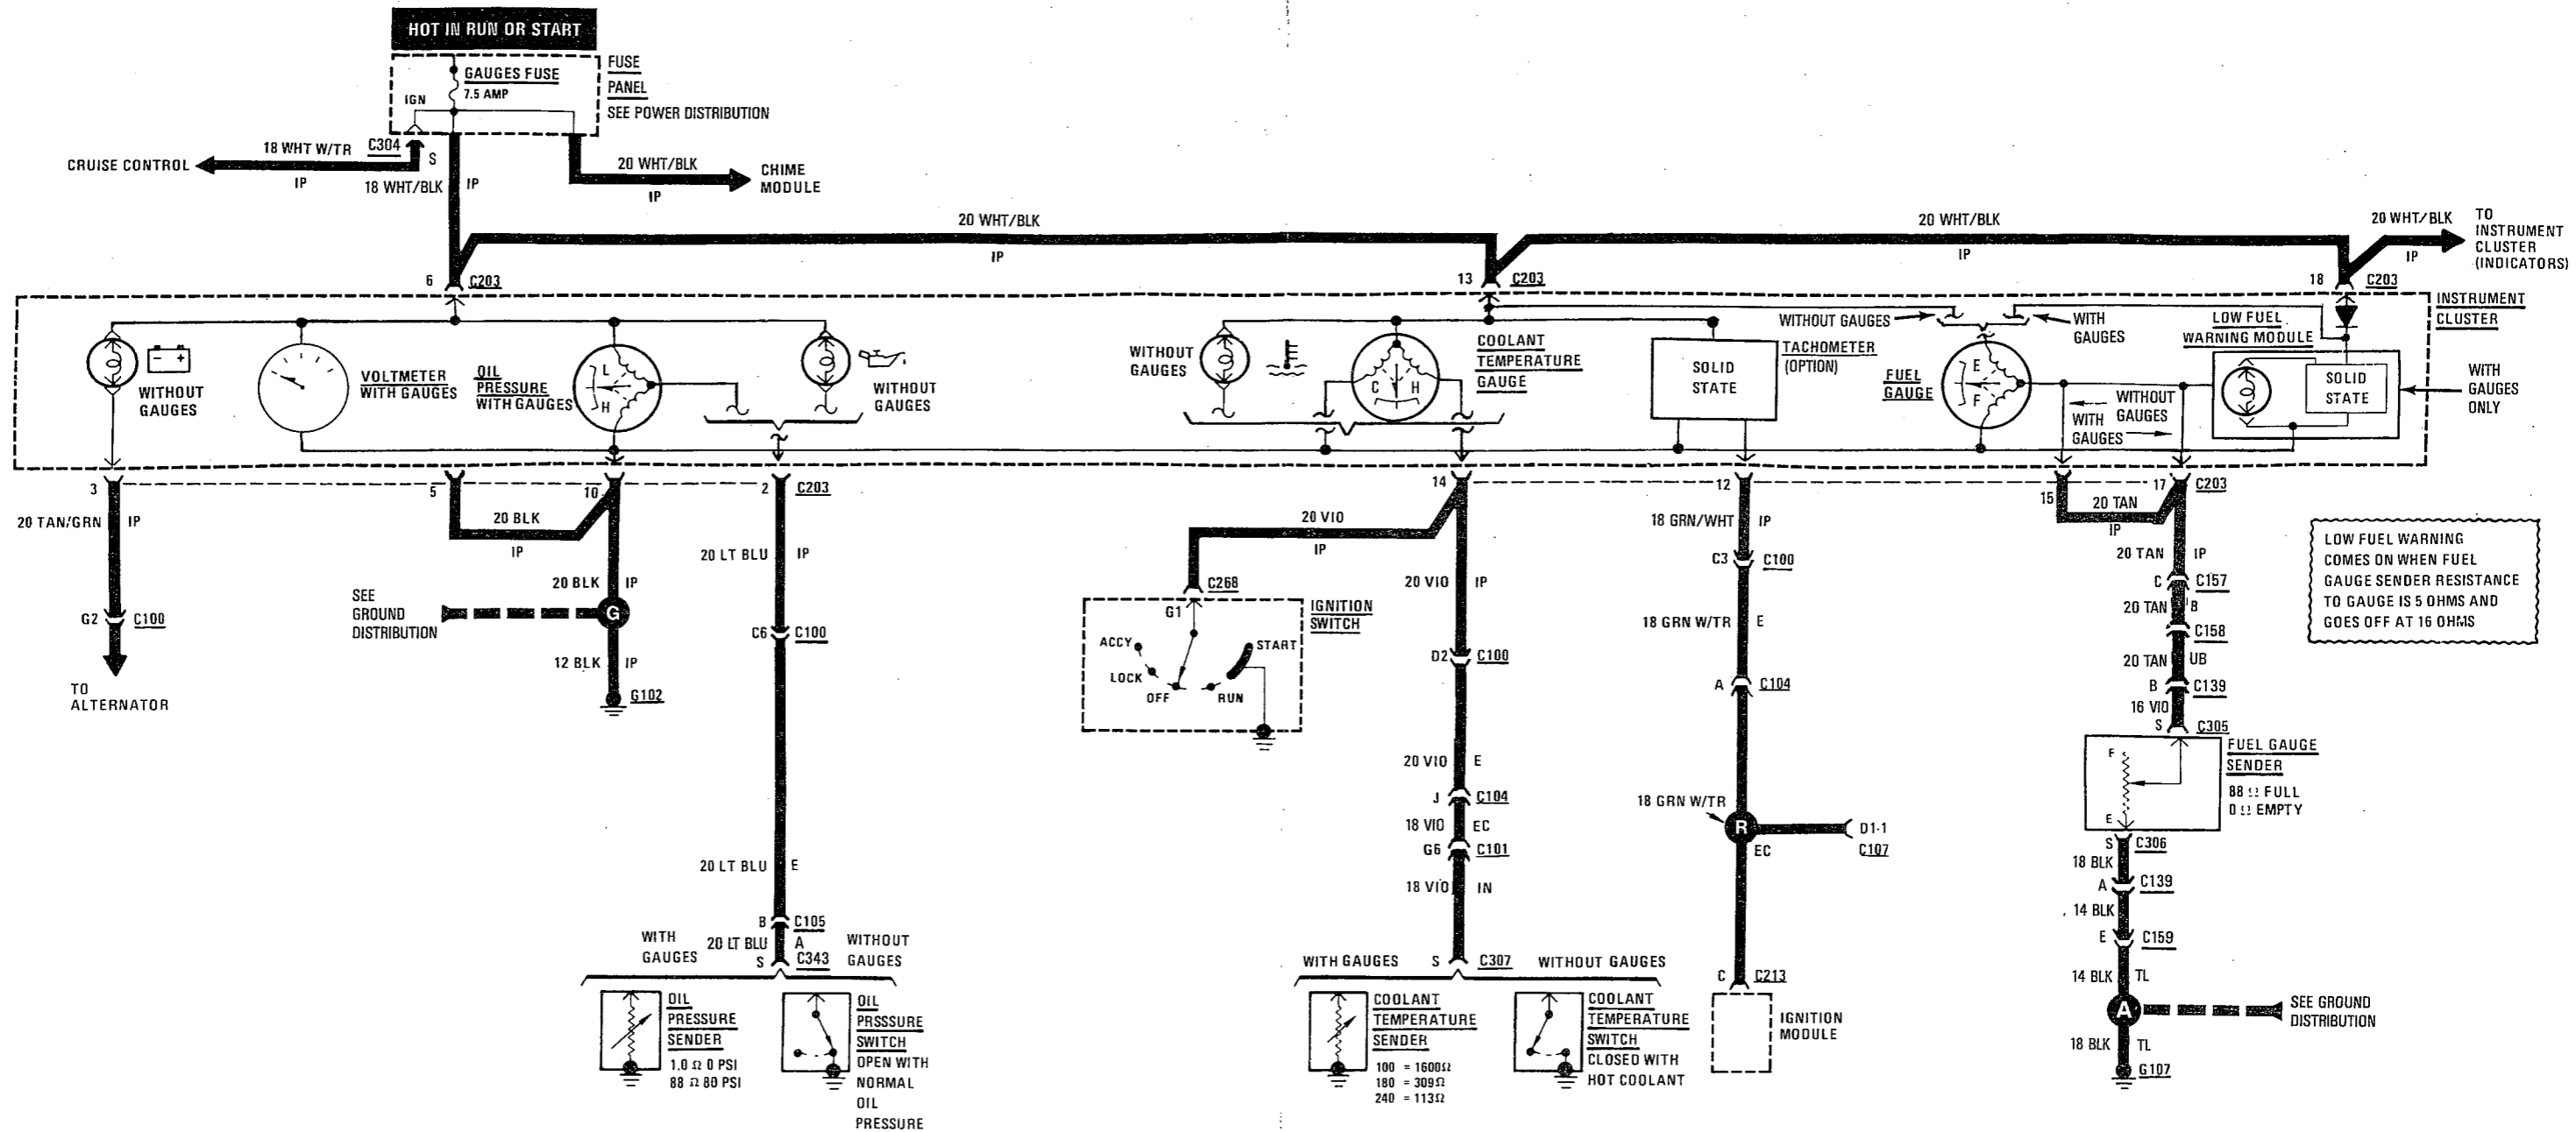 HOT IN RUN OR START
GAUGES FUSE
7.5 AMP
IGN
FUSE
PANEL
SEE POWER DISTRIBUTION
CRUISE CONTROL
18 WHT W/TR
IP
C304
S
18 WHT/BLK
IP
20 WHT/BLK
IP
CHIME
MODULE
20 WHT/BLK
IP
20 WHT/BLK
IP
20 WHT/BLK
IP
TO
INSTRUMENT
CLUSTER
(INDICATORS)
6
C203
13
C203
18
C203
INSTRUMENT
CLUSTER
- +
WITHOUT
GAUGES
VOLTMETER
WITH GAUGES
OIL
PRESSURE
WITH GAUGES
L
H
WITHOUT
GAUGES
WITHOUT
GAUGES
C H
COOLANT
TEMPERATURE
GAUGE
SOLID
STATE
TACHOMETER
(OPTION)
WITHOUT GAUGES
WITH
GAUGES
FUEL
GAUGE
E
F
WITHOUT
GAUGES
WITH
GAUGES
LOW FUEL
WARNING MODULE
SOLID
STATE
WITH
GAUGES
ONLY
3
5
10
2
C203
14
12
15
17
C203
20 TAN/GRN
IP
G2
C100
TO
ALTERNATOR
20 BLK
IP
20 BLK
IP
SEE
GROUND
DISTRIBUTION
G
12 BLK
IP
G102
20 LT BLU
IP
C6
C100
20 LT BLU
E
B
C105
20 LT BLU
A
S
C343
WITH
GAUGES
WITHOUT
GAUGES
OIL
PRESSURE
SENDER
1.0 Ω 0 PSI
88 Ω 80 PSI
OIL
PRSSSURE
SWITCH
OPEN WITH
NORMAL
OIL
PRESSURE
20 VIO
IP
C268
G1
IGNITION
SWITCH
ACCY
LOCK
OFF
RUN
START
20 VIO
IP
D2
C100
20 VIO
E
J
C104
18 VIO
EC
G6
C101
18 VIO
IN
WITH GAUGES
S
C307
WITHOUT GAUGES
COOLANT
TEMPERATURE
SENDER
100 = 1600Ω
180 = 309Ω
240 = 113Ω
COOLANT
TEMPERATURE
SWITCH
CLOSED WITH
HOT COOLANT
18 GRN/WHT
IP
C3
C100
18 GRN W/TR
E
A
C104
18 GRN W/TR
R
EC
D1-1
C107
C
C213
IGNITION
MODULE
20 TAN
IP
20 TAN
IP
C
C157
20 TAN
B
C158
20 TAN
UB
B
C139
16 VIO
S
C305
F
E
FUEL GAUGE
SENDER
88 Ω FULL
0 Ω EMPTY
S
C306
18 BLK
A
C139
14 BLK
E
C159
14 BLK
TL
A
SEE GROUND
DISTRIBUTION
18 BLK
TL
G107
LOW FUEL WARNING
COMES ON WHEN FUEL
GAUGE SENDER RESISTANCE
TO GAUGE IS 5 OHMS AND
GOES OFF AT 16 OHMS